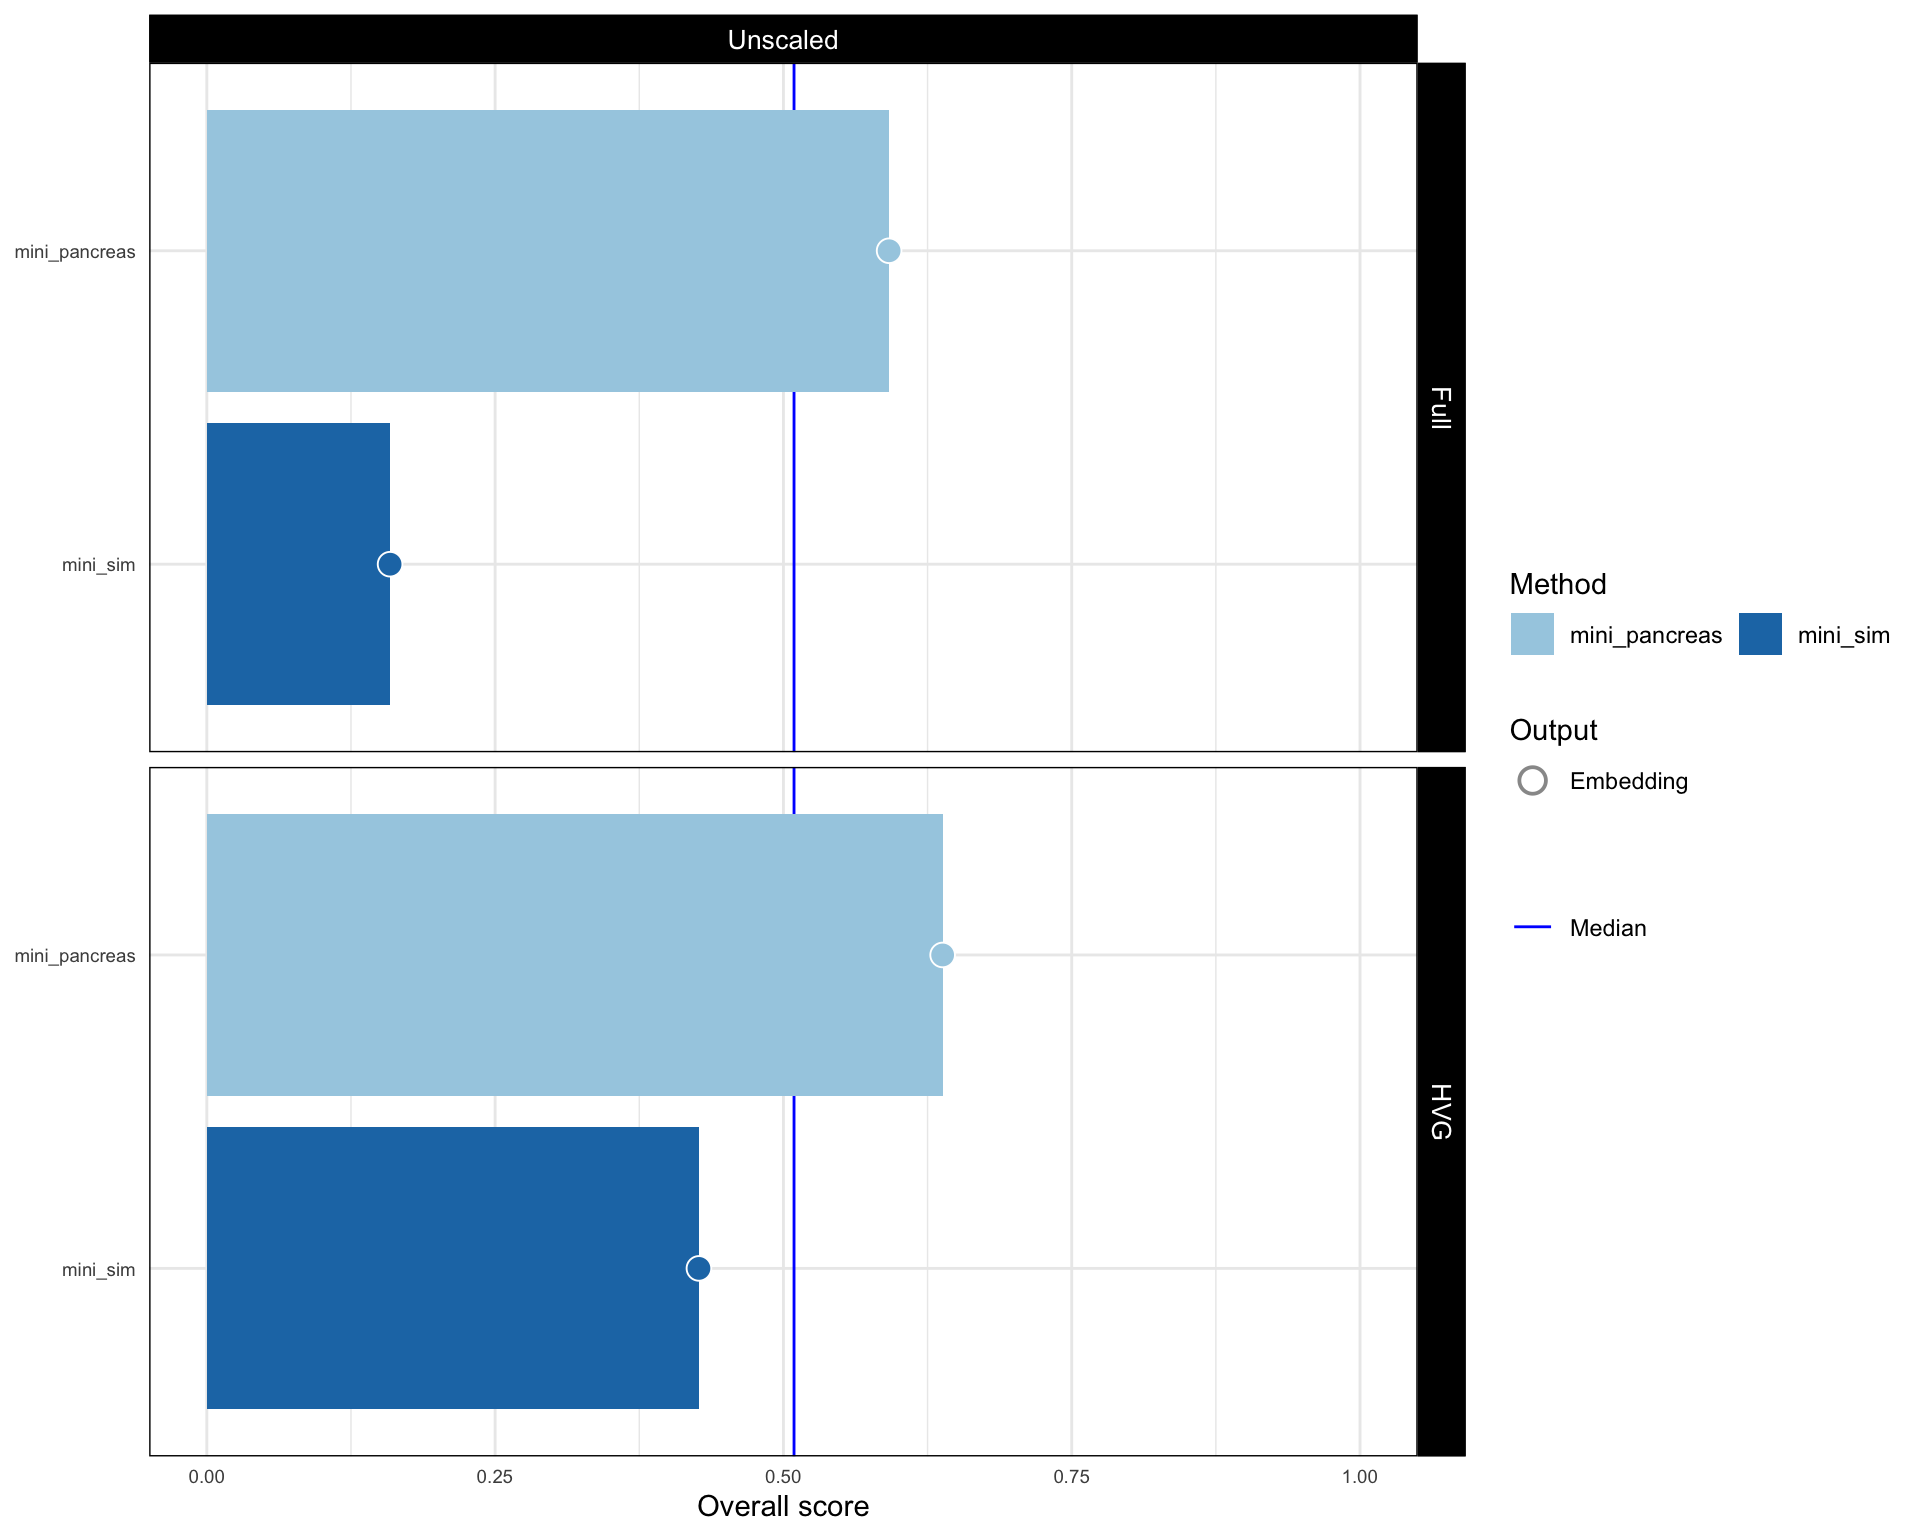 Unscaled
mini_pancreas
mini_sim
Full
mini_pancreas
mini_sim
HVG
0.00 0.25 0.50 0.75 1.00
Overall score
Method
mini_pancreas mini_sim
Output
Embedding
Median